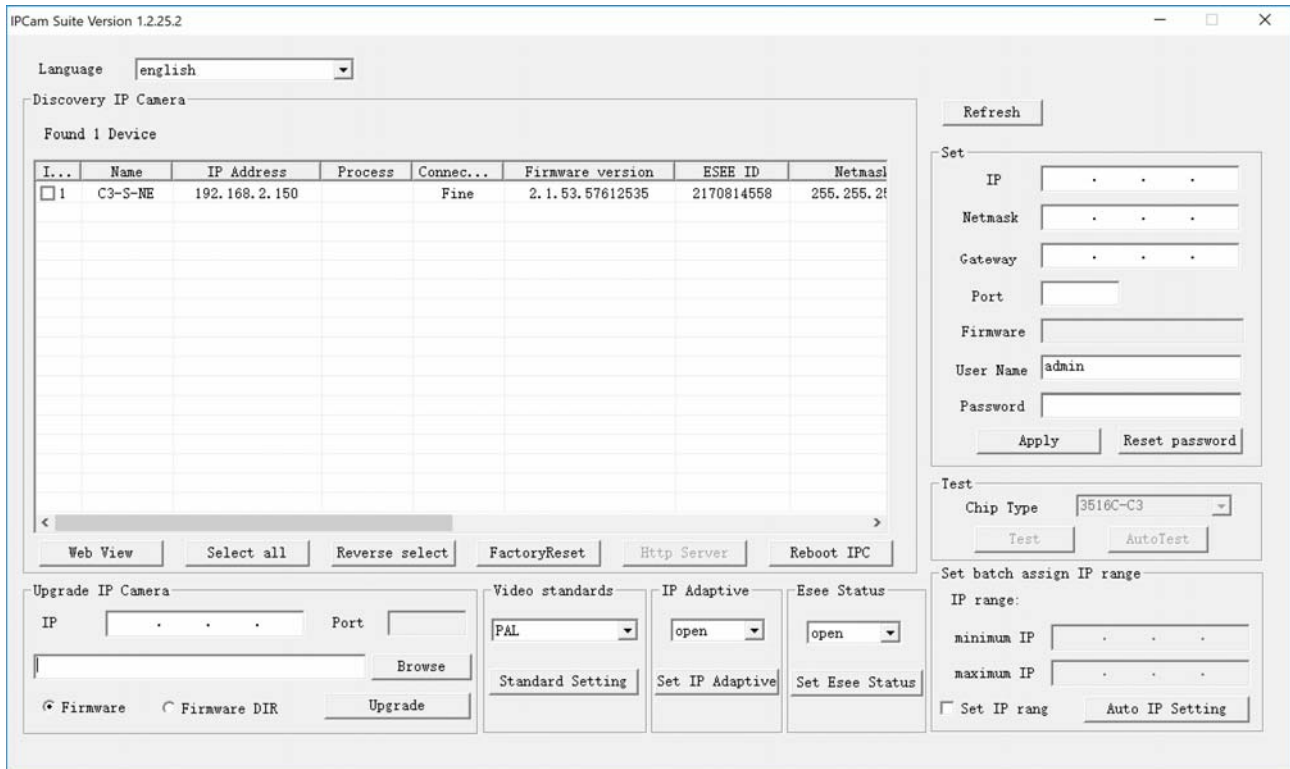 IPCam Suite Version 1.2.25.2
Language english
Discovery IP Camera
Found 1 Device
I... Name IP Address Process Connec... Firmware version ESEE ID Netmask
1 C3-S-NE 192.168.2.150 Fine 2.1.53.57612535 2170814558 255.255.25
Web View Select all Reverse select FactoryReset Http Server Reboot IPC
Refresh
Set
IP . . .
Netmask . . .
Gateway . . .
Port
Firmware
User Name admin
Password
Apply Reset password
Test
Chip Type 3516C-C3
Test AutoTest
Upgrade IP Camera
IP . . . Port
Browse
Firmware Firmware DIR Upgrade
Video standards
PAL
Standard Setting
IP Adaptive
open
Set IP Adaptive
Esee Status
open
Set Esee Status
Set batch assign IP range
IP range:
minimum IP . . .
maximum IP . . .
Set IP rang Auto IP Setting